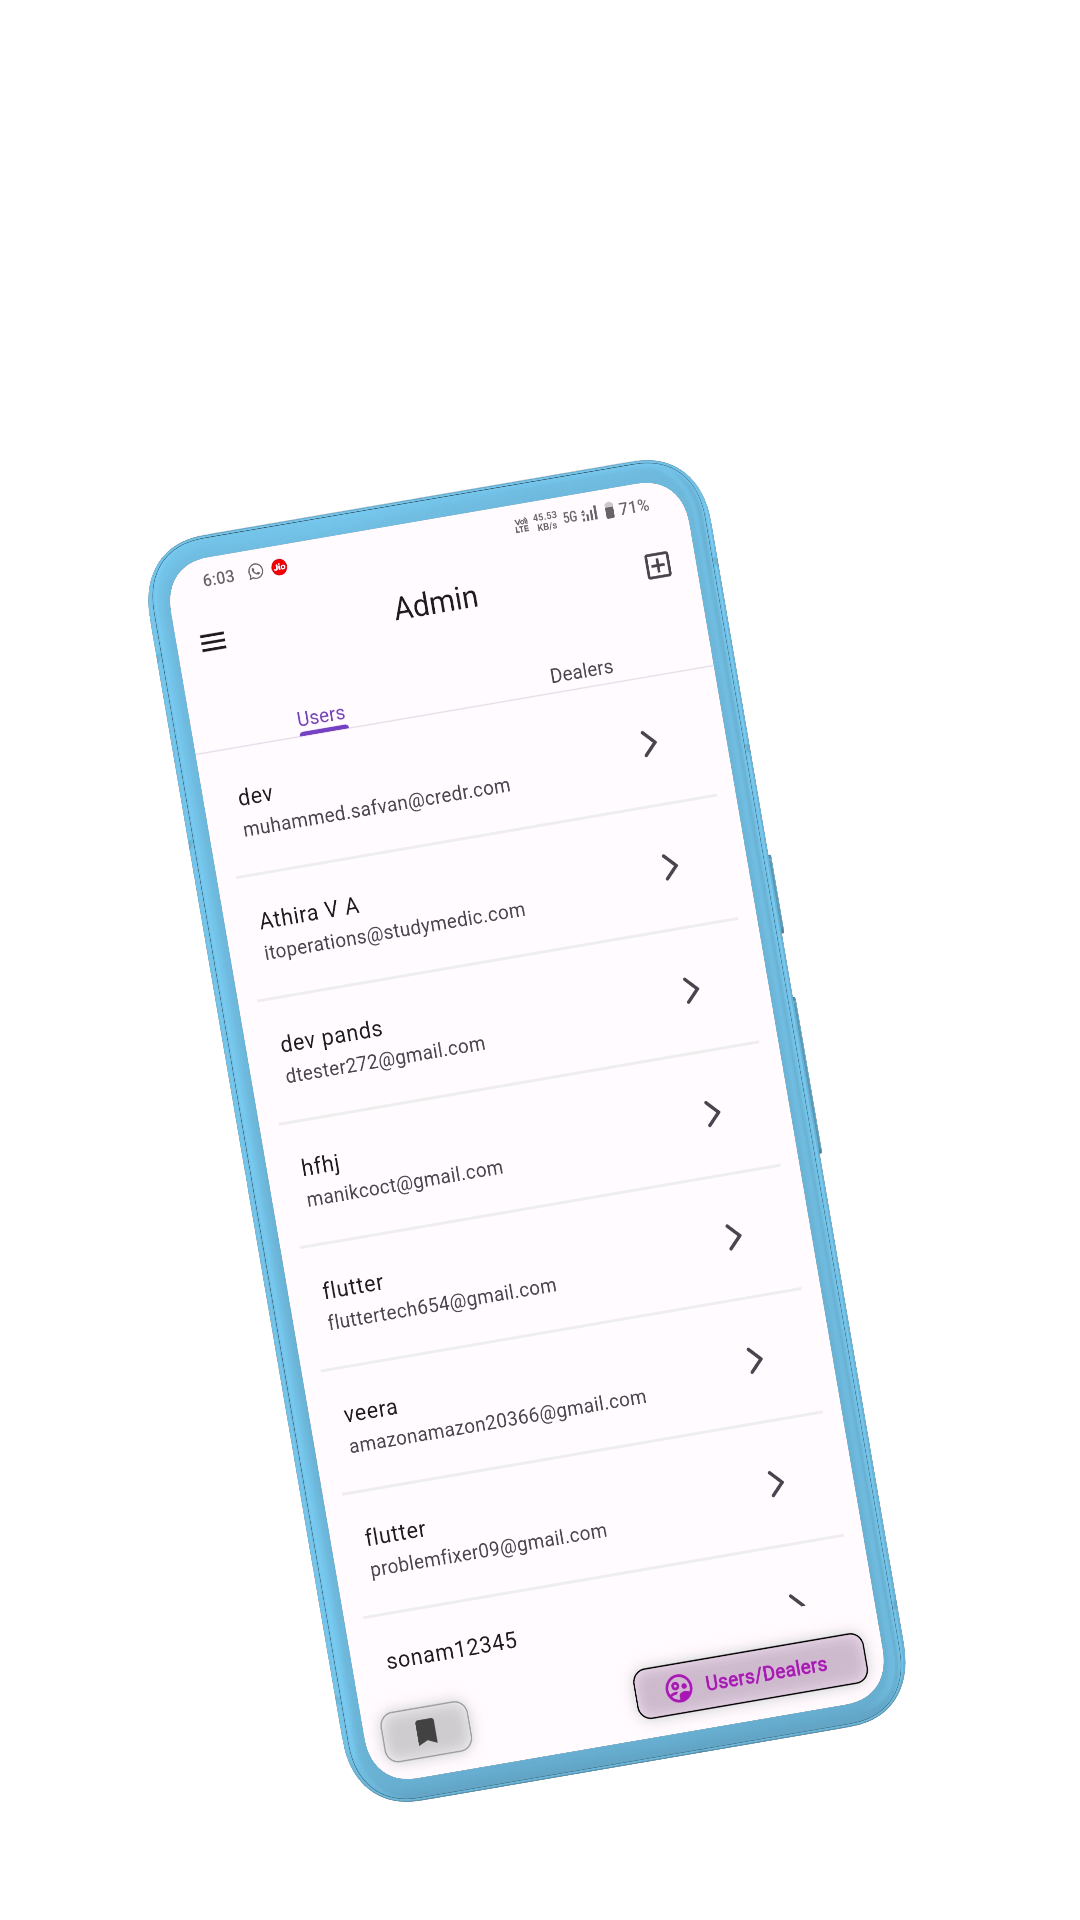 6:03 Jio Vo LTE 45.53 KB/s 5G 71%
Admin
Users Dealers
dev
muhammed.safvan@credr.com
Athira V A
itoperations@studymedic.com
dev pands
dtester272@gmail.com
hfhj
manikcoct@gmail.com
flutter
fluttertech654@gmail.com
veera
amazonamazon20366@gmail.com
flutter
problemfixer09@gmail.com
sonam12345
Users/Dealers